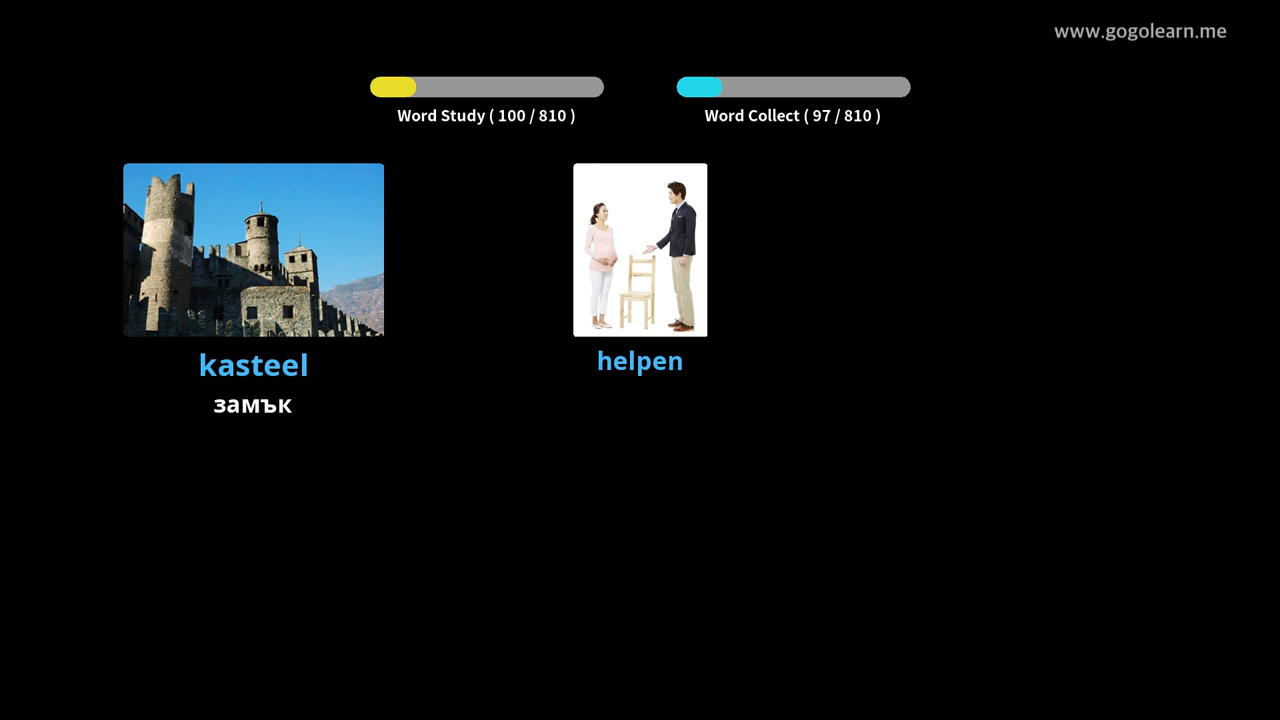 www.gogolearn.me
Word Study ( 100 / 810 )
Word Collect ( 97 / 810 )
kasteel
замък
helpen